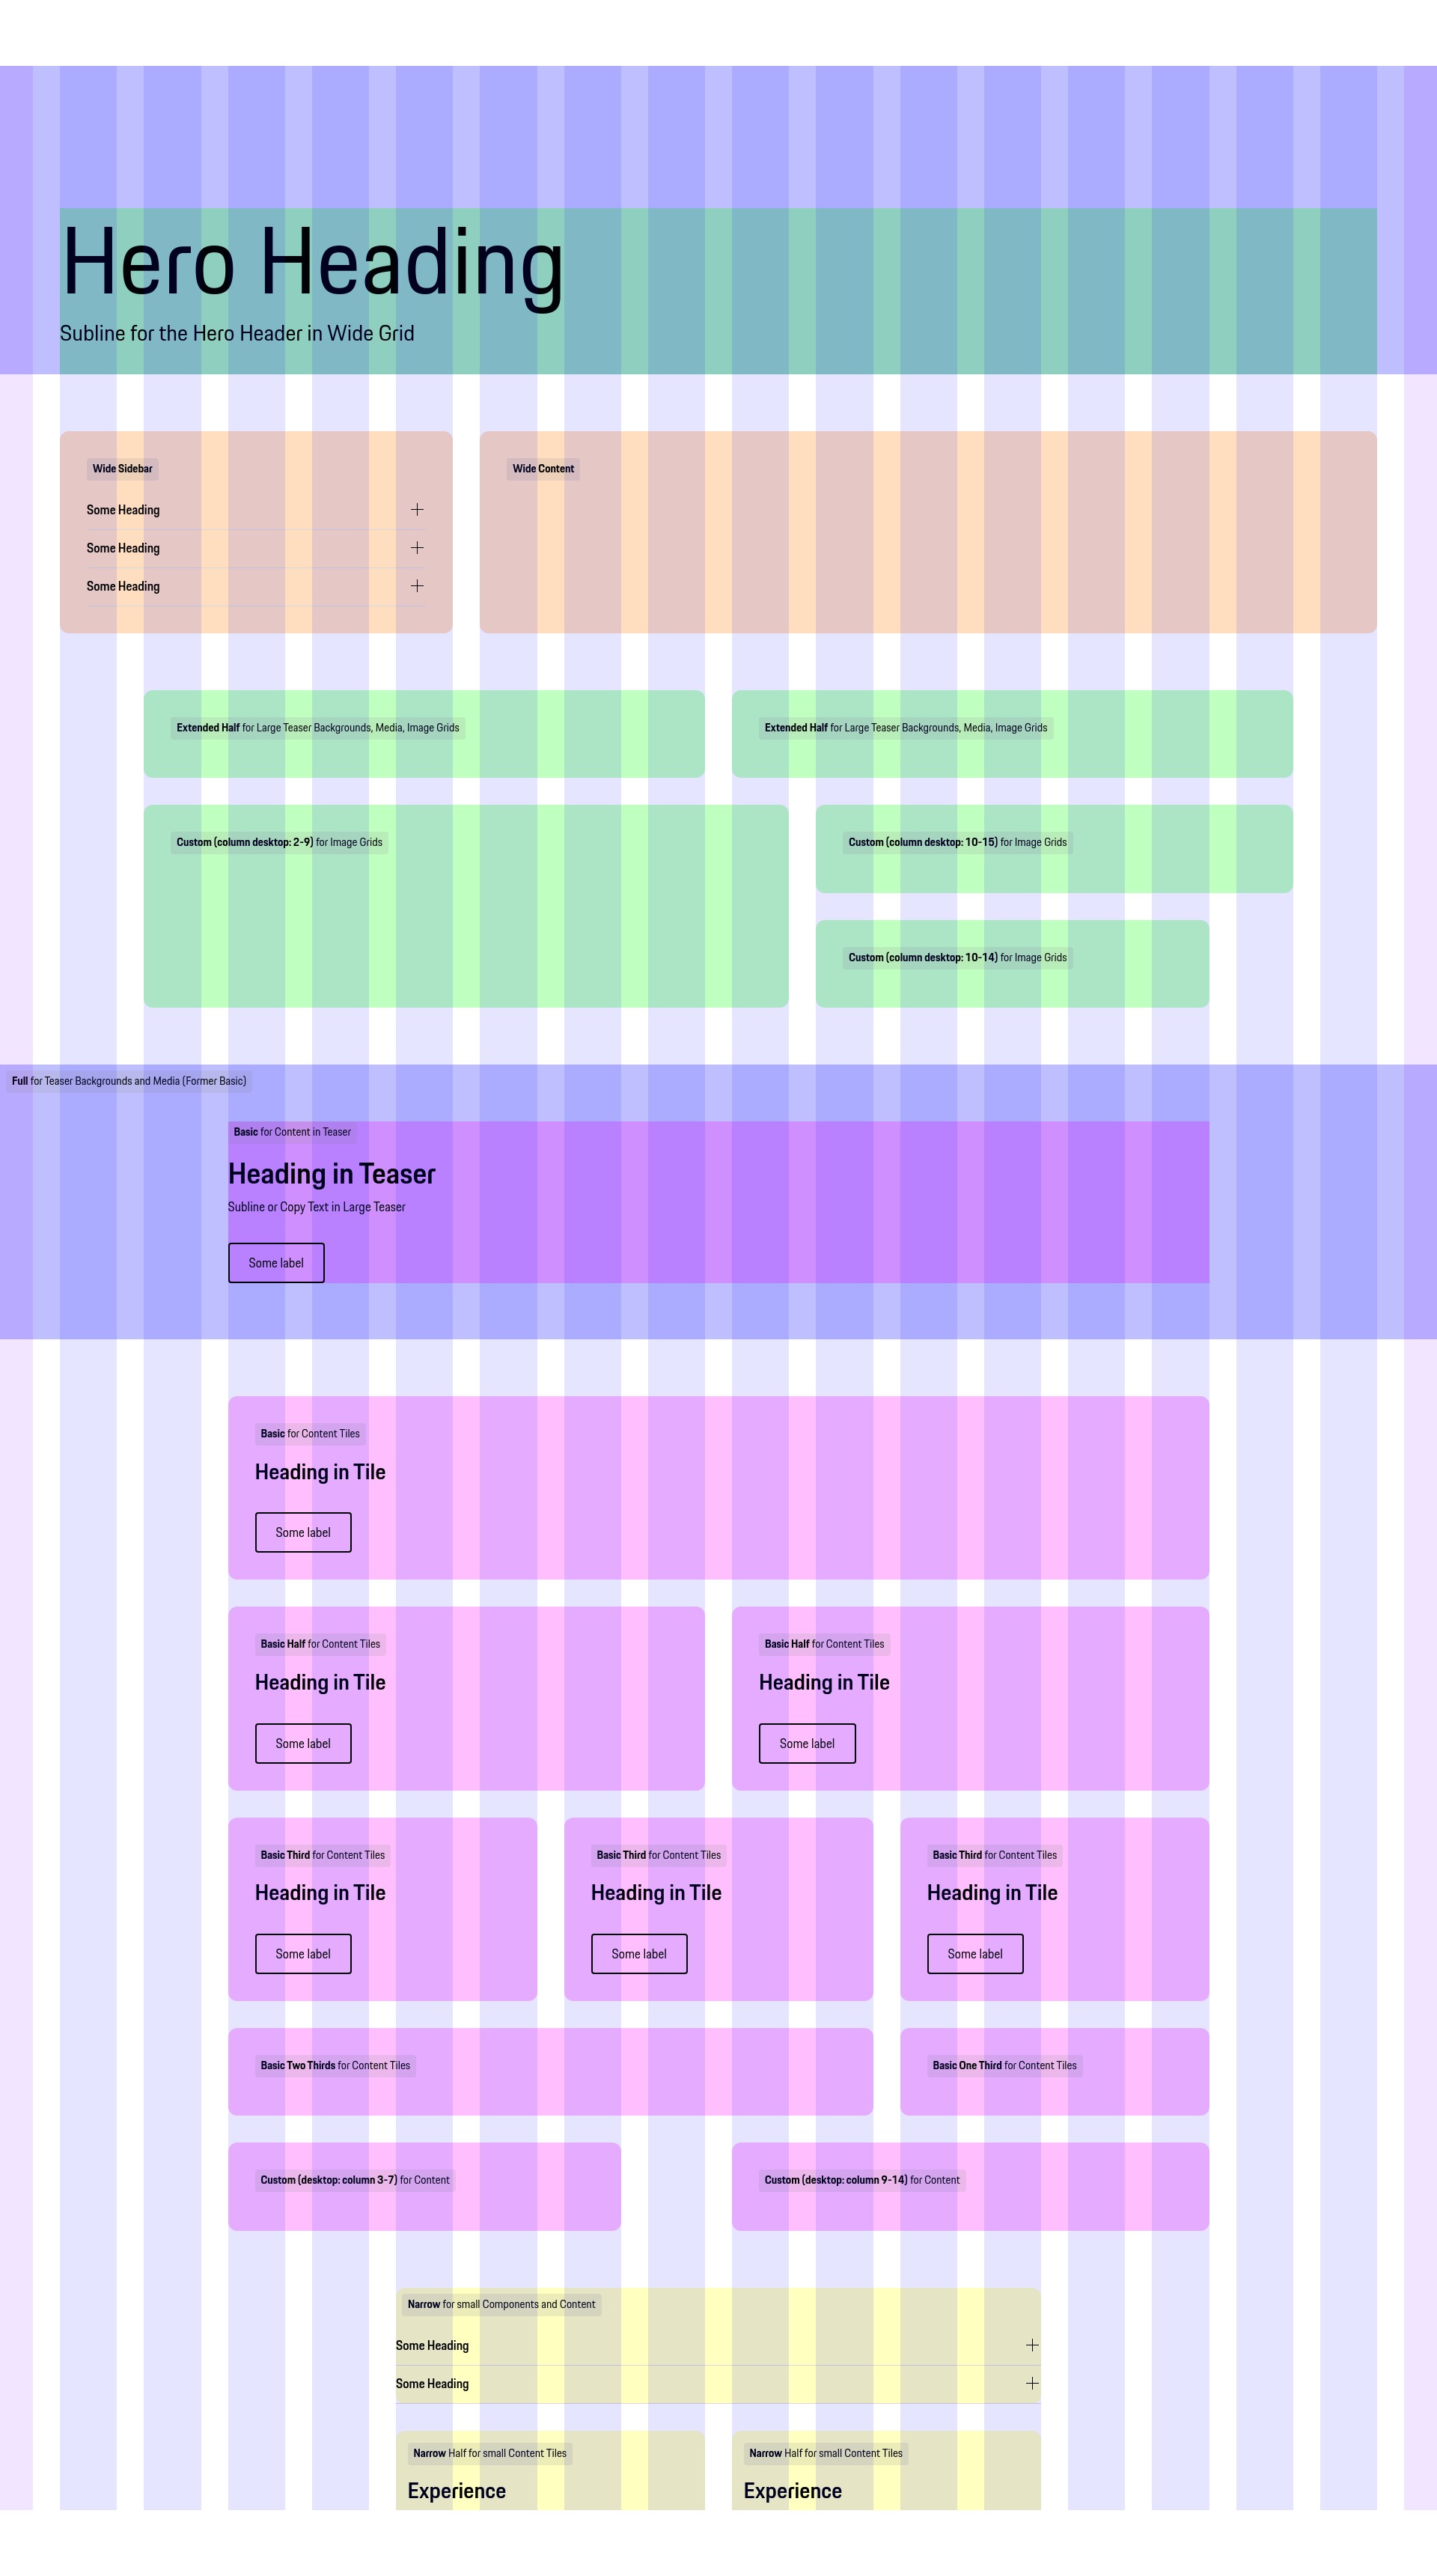 Hero Heading
Subline for the Hero Header in Wide Grid
Wide Sidebar
Some Heading
Some Heading
Some Heading
Wide Content
Extended Half for Large Teaser Backgrounds, Media, Image Grids
Extended Half for Large Teaser Backgrounds, Media, Image Grids
Custom (column desktop: 2-9) for Image Grids
Custom (column desktop: 10-15) for Image Grids
Custom (column desktop: 10-14) for Image Grids
Full for Teaser Backgrounds and Media (Former Basic)
Basic for Content in Teaser
Heading in Teaser
Subline or Copy Text in Large Teaser
Some label
Basic for Content Tiles
Heading in Tile
Some label
Basic Half for Content Tiles
Heading in Tile
Some label
Basic Half for Content Tiles
Heading in Tile
Some label
Basic Third for Content Tiles
Heading in Tile
Some label
Basic Third for Content Tiles
Heading in Tile
Some label
Basic Third for Content Tiles
Heading in Tile
Some label
Basic Two Thirds for Content Tiles
Basic One Third for Content Tiles
Custom (desktop: column 3-7) for Content
Custom (desktop: column 9-14) for Content
Narrow for small Components and Content
Some Heading
Some Heading
Narrow Half for small Content Tiles
Experience
Narrow Half for small Content Tiles
Experience